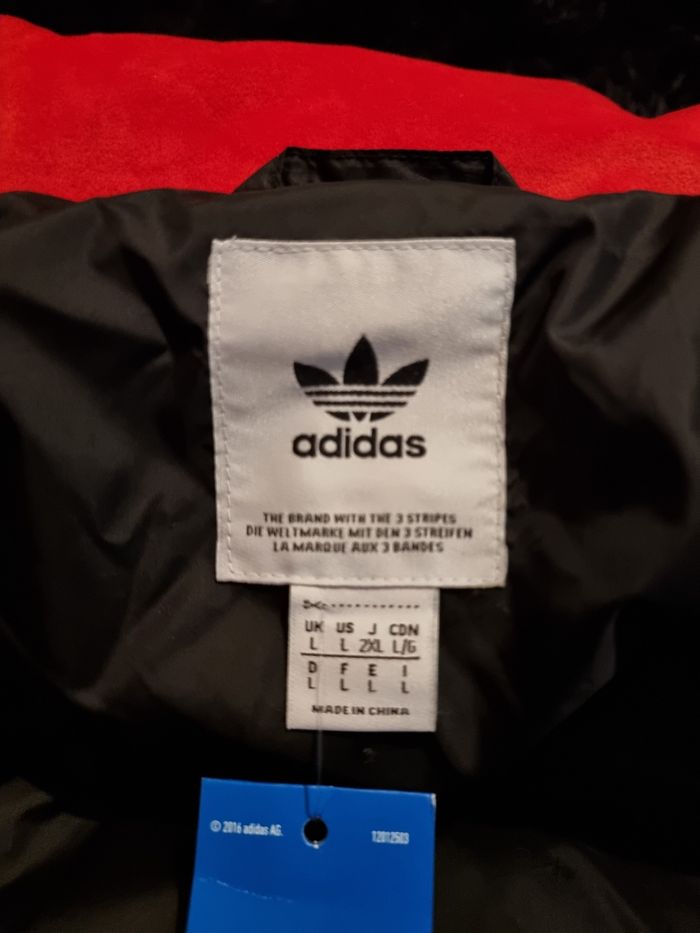 adidas
THE BRAND WITH THE 3 STRIPES
DIE WELTMARKE MIT DEN 3 STREIFEN
LA MARQUE AUX 3 BANDES
UK US J CDN
L L 2XL L/G
D F E I
L L L L
MADE IN CHINA
© 2016 adidas AG. 12012503